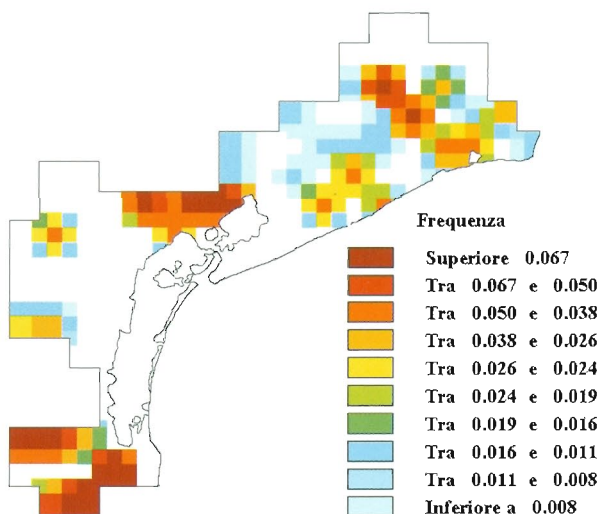 Frequenza
Superiore 0.067
Tra 0.067 e 0.050
Tra 0.050 e 0.038
Tra 0.038 e 0.026
Tra 0.026 e 0.024
Tra 0.024 e 0.019
Tra 0.019 e 0.016
Tra 0.016 e 0.011
Tra 0.011 e 0.008
Inferiore a 0.008